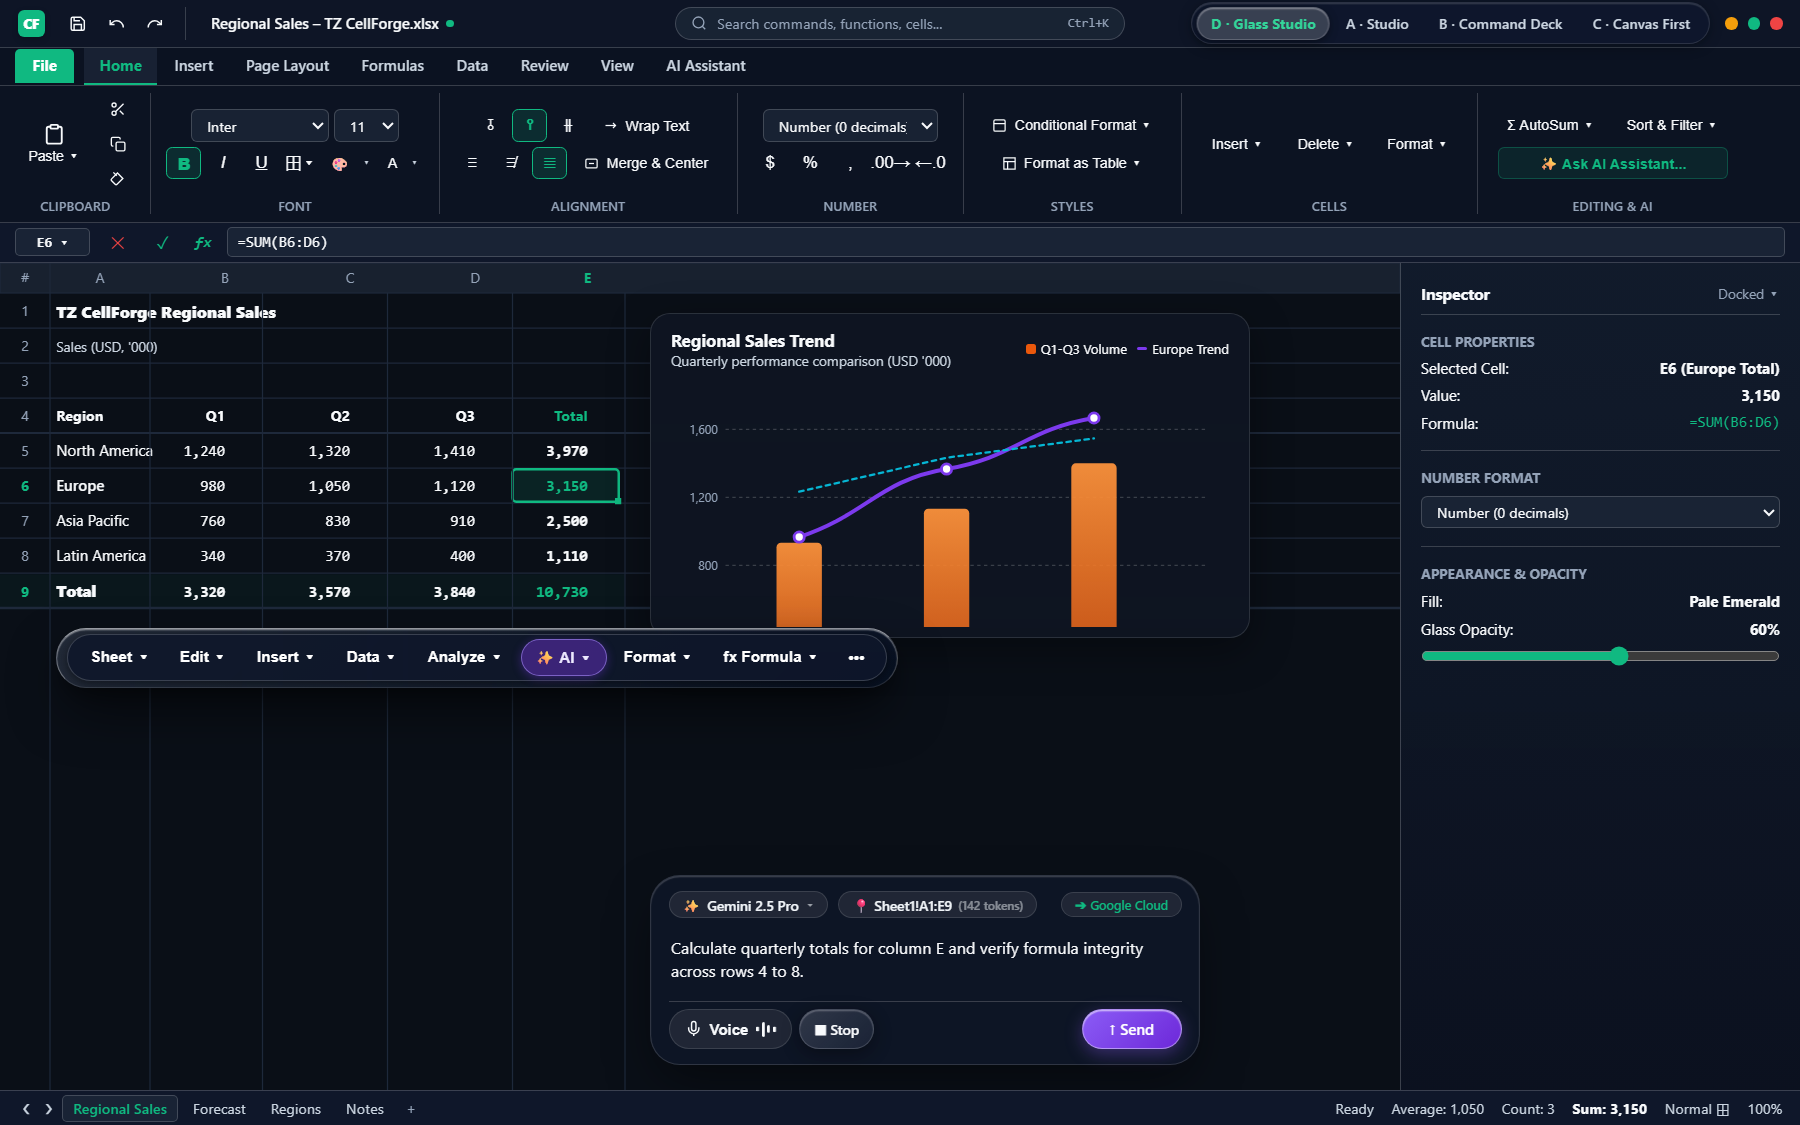 CF Regional Sales – TZ CellForge.xlsx Search commands, functions, cells... Ctrl+K D · Glass Studio A · Studio B · Command Deck C · Canvas First
File Home Insert Page Layout Formulas Data Review View AI Assistant
Inter 11 → Wrap Text Number (0 decimals) Conditional Format Σ AutoSum Sort & Filter
Paste Insert Delete Format
B I U A Merge & Center $ % , .00→ ←.0 Format as Table ✨ Ask AI Assistant...
CLIPBOARD FONT ALIGNMENT NUMBER STYLES CELLS EDITING & AI
E6 fx =SUM(B6:D6)
# A B C D E
1 TZ CellForge Regional Sales
2 Sales (USD, '000)
3
4 Region Q1 Q2 Q3 Total
5 North America 1,240 1,320 1,410 3,970
6 Europe 980 1,050 1,120 3,150
7 Asia Pacific 760 830 910 2,500
8 Latin America 340 370 400 1,110
9 Total 3,320 3,570 3,840 10,730
Regional Sales Trend
Quarterly performance comparison (USD '000)
Q1-Q3 Volume Europe Trend
1,600
1,200
800
Inspector Docked
CELL PROPERTIES
Selected Cell: E6 (Europe Total)
Value: 3,150
Formula: =SUM(B6:D6)
NUMBER FORMAT
Number (0 decimals)
APPEARANCE & OPACITY
Fill: Pale Emerald
Glass Opacity: 60%
Sheet Edit Insert Data Analyze ✨ AI Format fx Formula •••
✨ Gemini 2.5 Pro 📍 Sheet1!A1:E9 (142 tokens) ➔ Google Cloud
Calculate quarterly totals for column E and verify formula integrity
across rows 4 to 8.
Voice Stop ↑ Send
Regional Sales Forecast Regions Notes + Ready Average: 1,050 Count: 3 Sum: 3,150 Normal 100%